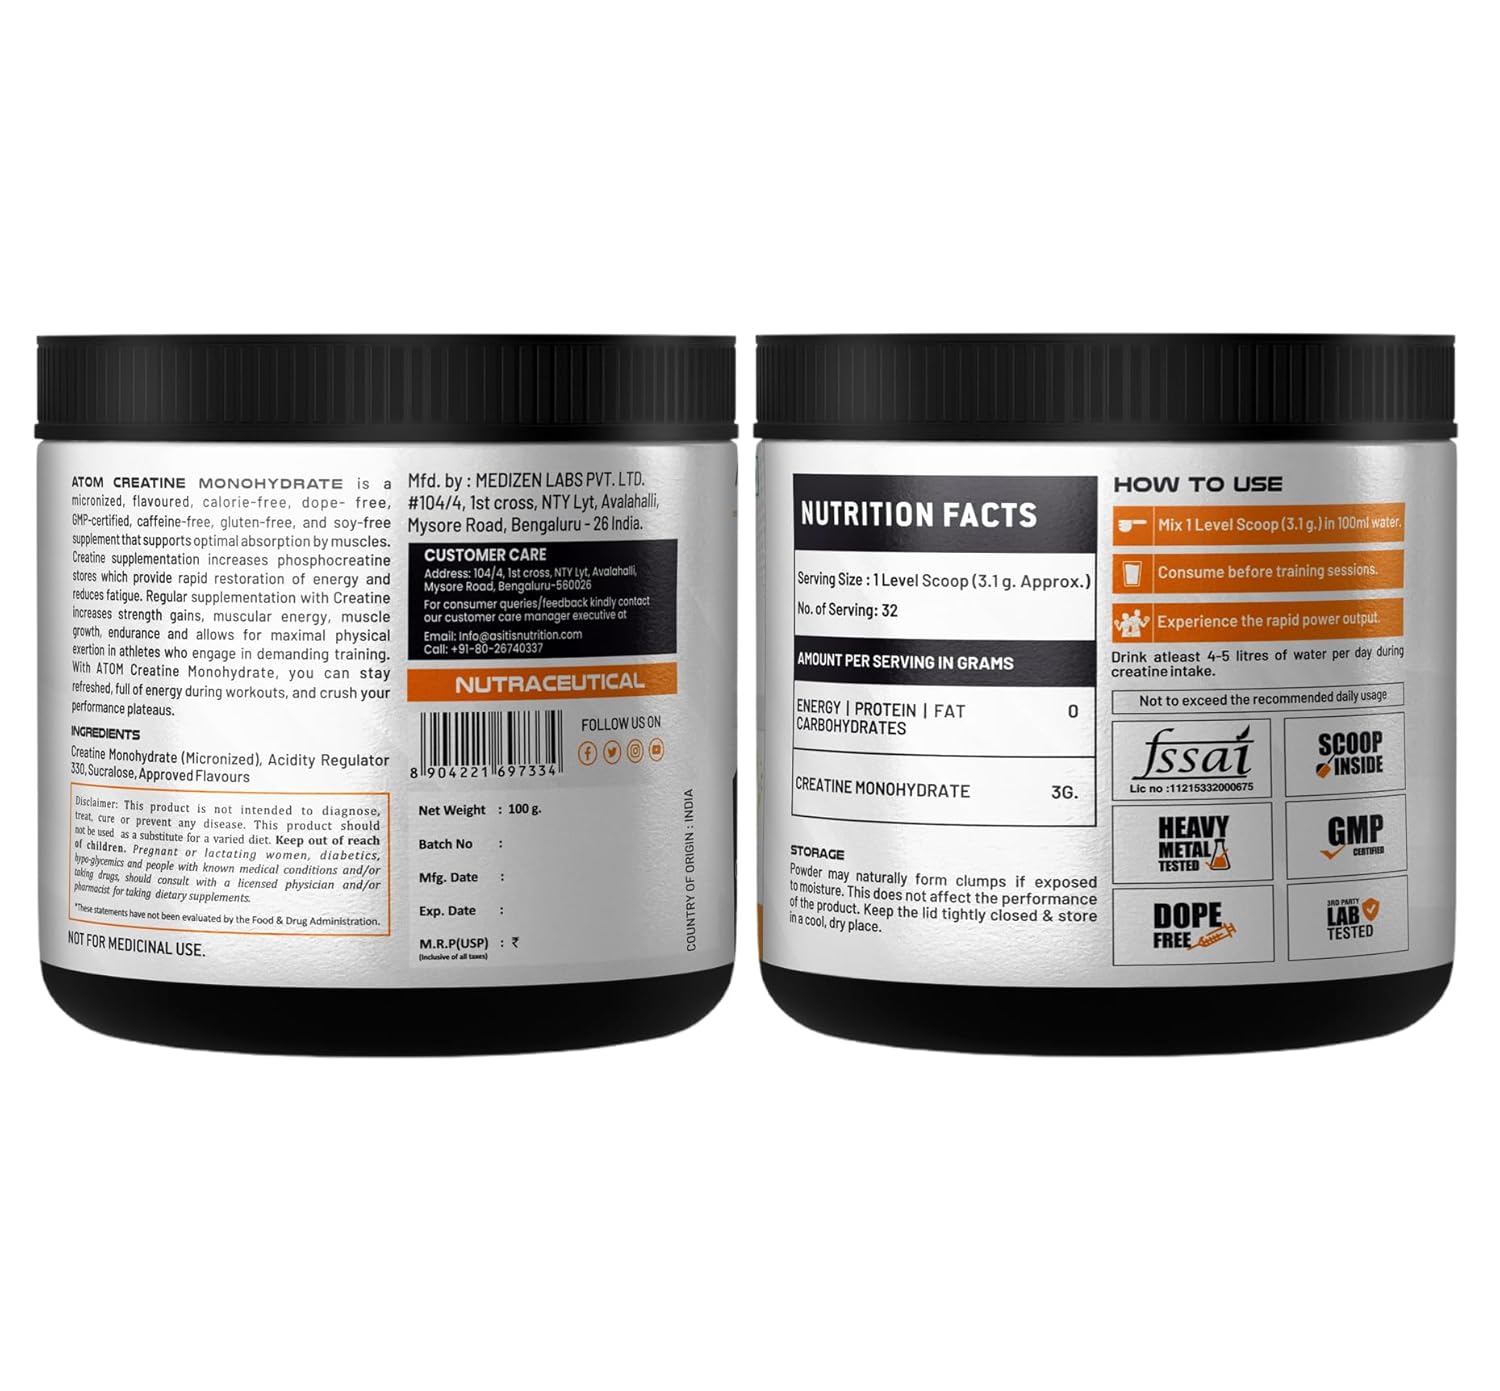 ATOM CREATINE MONOHYDRATE is a
micronized, flavoured, calorie-free, dope- free,
GMP-certified, caffeine-free, gluten-free, and soy-free
supplement that supports optimal absorption by muscles.
Creatine supplementation increases phosphocreatine
stores which provide rapid restoration of energy and
reduces fatigue. Regular supplementation with Creatine
increases strength gains, muscular energy, muscle
growth, endurance and allows for maximal physical
exertion in athletes who engage in demanding training.
With ATOM Creatine Monohydrate, you can stay
refreshed, full of energy during workouts, and crush your
performance plateaus.
INGREDIENTS
Creatine Monohydrate (Micronized), Acidity Regulator
330, Sucralose, Approved Flavours
Disclaimer: This product is not intended to diagnose,
treat, cure or prevent any disease. This product should
not be used as a substitute for a varied diet. Keep out of reach
of children. Pregnant or lactating women, diabetics,
hypo-glycemics and people with known medical conditions and/or
taking drugs, should consult with a licensed physician and/or
pharmacist for taking dietary supplements.
*These statements have not been evaluated by the Food & Drug Administration.
NOT FOR MEDICINAL USE.
Mfd. by : MEDIZEN LABS PVT. LTD.
#104/4, 1st cross, NTY Lyt, Avalahalli,
Mysore Road, Bengaluru - 26 India.
CUSTOMER CARE
Address: 104/4, 1st cross, NTY Lyt, Avalahalli,
Mysore Road, Bengaluru-560026
For consumer queries/feedback kindly contact
our customer care manager executive at
Email: Info@asitisnutrition.com
Call: +91-80-26740337
NUTRACEUTICAL
FOLLOW US ON
8 904221 697334
Net Weight : 100 g.
Batch No :
Mfg. Date :
Exp. Date :
M.R.P(USP) : ₹
(Inclusive of all taxes)
COUNTRY OF ORIGIN : INDIA
NUTRITION FACTS
Serving Size : 1 Level Scoop (3.1 g. Approx.)
No. of Serving: 32
AMOUNT PER SERVING IN GRAMS
ENERGY | PROTEIN | FAT 0
CARBOHYDRATES
CREATINE MONOHYDRATE 3G.
STORAGE
Powder may naturally form clumps if exposed
to moisture. This does not affect the performance
of the product. Keep the lid tightly closed & store
in a cool, dry place.
HOW TO USE
Mix 1 Level Scoop (3.1 g.) in 100ml water.
Consume before training sessions.
Experience the rapid power output.
Drink atleast 4-5 litres of water per day during
creatine intake.
Not to exceed the recommended daily usage
fssai
Lic no :11215332000675
SCOOP
INSIDE
HEAVY
METAL
TESTED
GMP
CERTIFIED
DOPE
FREE
3RD PARTY
LAB
TESTED